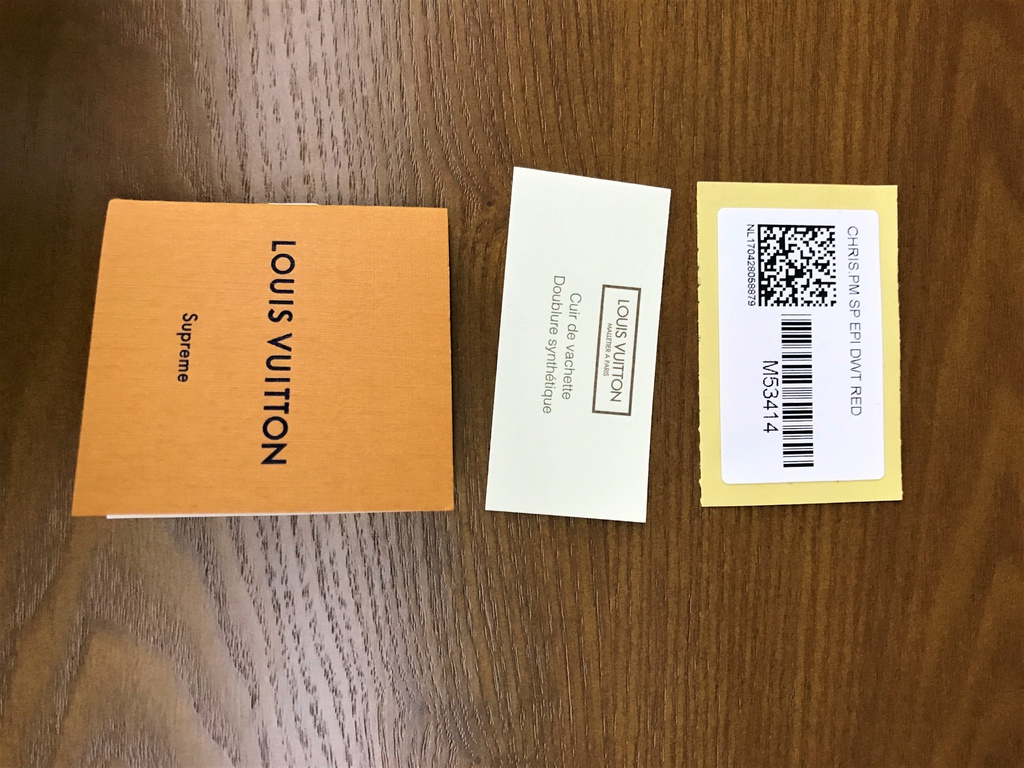 LOUIS VUITTON
Supreme
LOUIS VUITTON
MALLETIER A PARIS
Cuir de vachette
Doublure synthétique
CHRIS.PM SP EPI DWT RED
M53414
NL170428058879